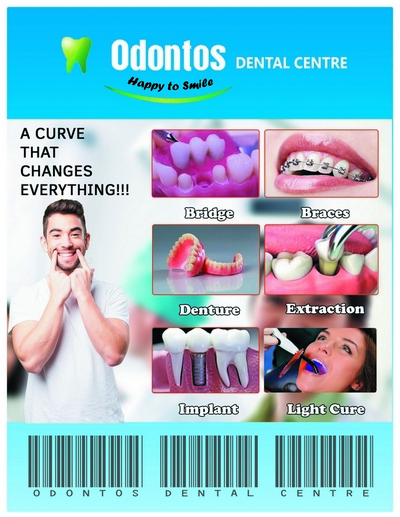 Odontos DENTAL CENTRE
Happy to Smile
A CURVE
THAT
CHANGES
EVERYTHING!!!
Bridge
Braces
Denture
Extraction
Implant
Light Cure
ODONTOS DENTAL CENTRE